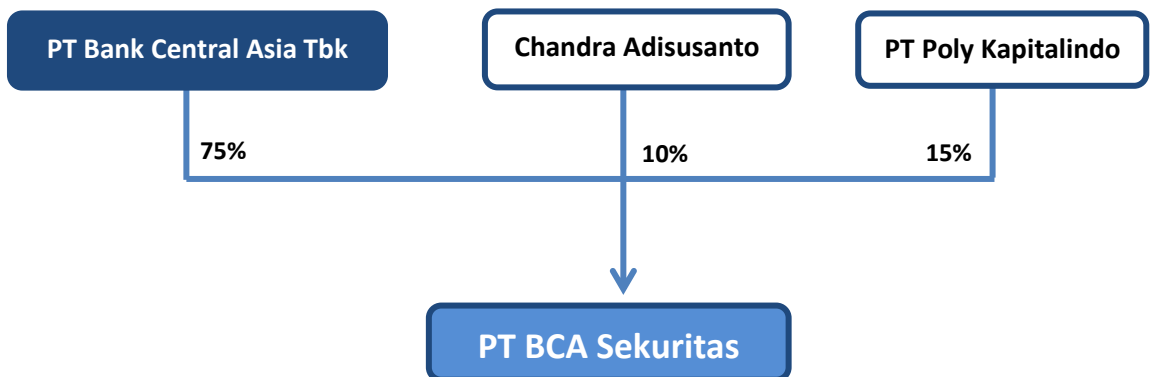 PT Bank Central Asia Tbk
Chandra Adisusanto
PT Poly Kapitalindo
75%
10%
15%
PT BCA Sekuritas